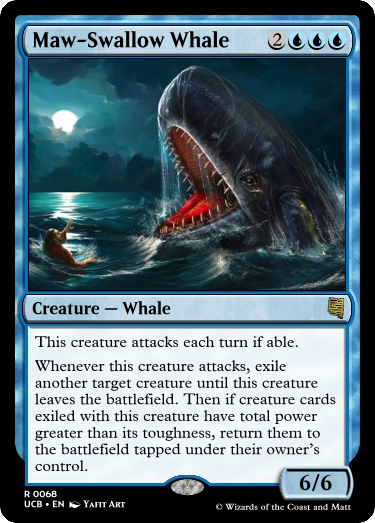 Maw-Swallow Whale 2
Creature — Whale
This creature attacks each turn if able.
Whenever this creature attacks, exile
another target creature until this creature
leaves the battlefield. Then if creature cards
exiled with this creature have total power
greater than its toughness, return them to
the battlefield tapped under their owner's
control.
6/6
R 0068
UCB • EN Yafit Art
© Wizards of the Coast and Matt